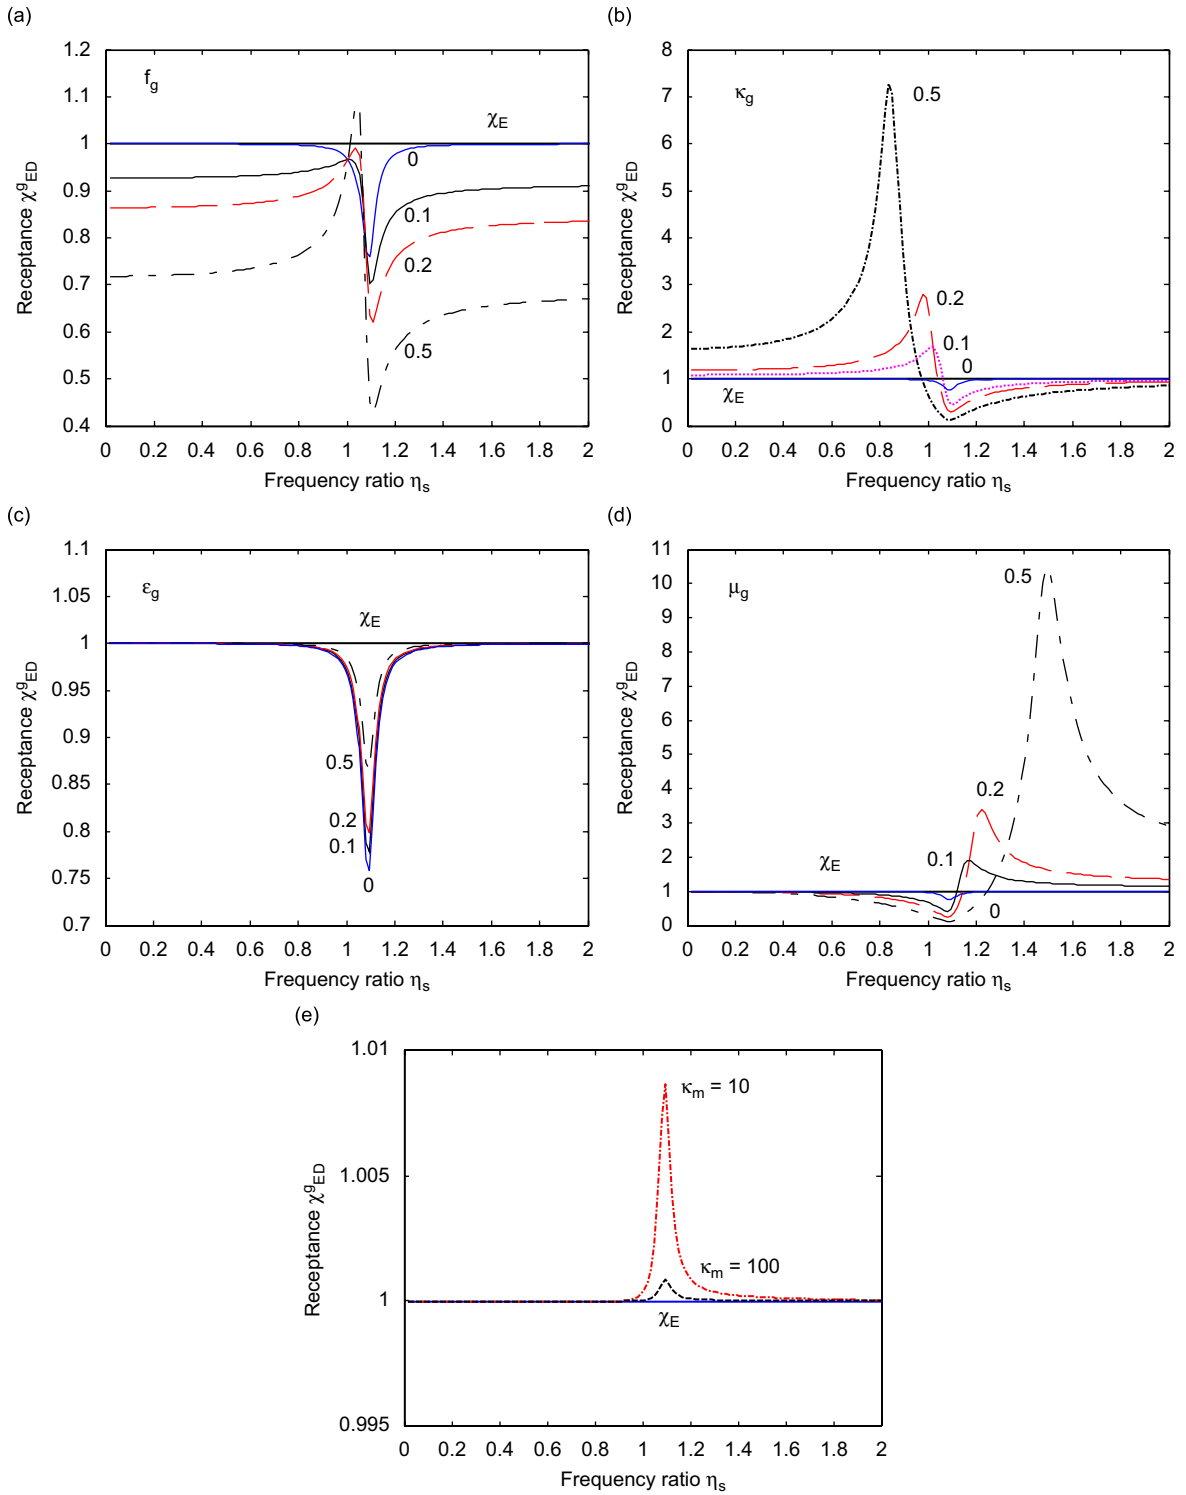 (a)
f_g
χ_E
0
0.1
0.2
0.5
1.2
1.1
1
0.9
0.8
0.7
0.6
0.5
0.4
0 0.2 0.4 0.6 0.8 1 1.2 1.4 1.6 1.8 2
Receptance χ^g_ED
Frequency ratio η_s
(b)
κ_g
0.5
0.2
0.1
0
χ_E
8
7
6
5
4
3
2
1
0
0 0.2 0.4 0.6 0.8 1 1.2 1.4 1.6 1.8 2
Receptance χ^g_ED
Frequency ratio η_s
(c)
ε_g
χ_E
0.5
0.2
0.1
0
1.1
1.05
1
0.95
0.9
0.85
0.8
0.75
0.7
0 0.2 0.4 0.6 0.8 1 1.2 1.4 1.6 1.8 2
Receptance χ^g_ED
Frequency ratio η_s
(d)
μ_g
0.5
0.2
0.1
χ_E
0
11
10
9
8
7
6
5
4
3
2
1
0
0 0.2 0.4 0.6 0.8 1 1.2 1.4 1.6 1.8 2
Receptance χ^g_ED
Frequency ratio η_s
(e)
κ_m = 10
κ_m = 100
χ_E
1.01
1.005
1
0.995
0 0.2 0.4 0.6 0.8 1 1.2 1.4 1.6 1.8 2
Receptance χ^g_ED
Frequency ratio η_s